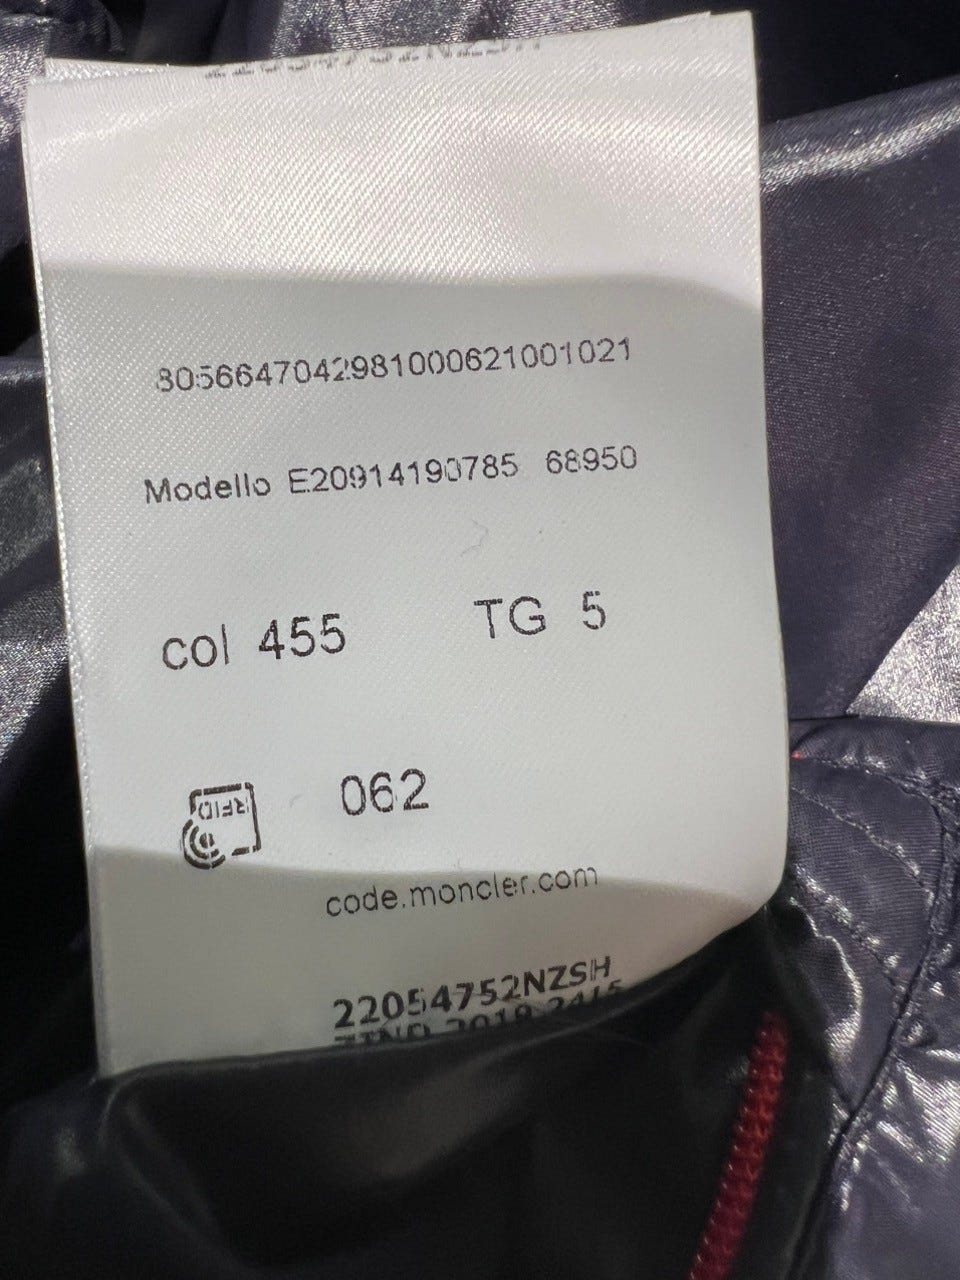 8056647042981000621001021
Modello E20914190785 68950
col 455 TG 5
RFID
062
code.moncler.com
22054752NZSH